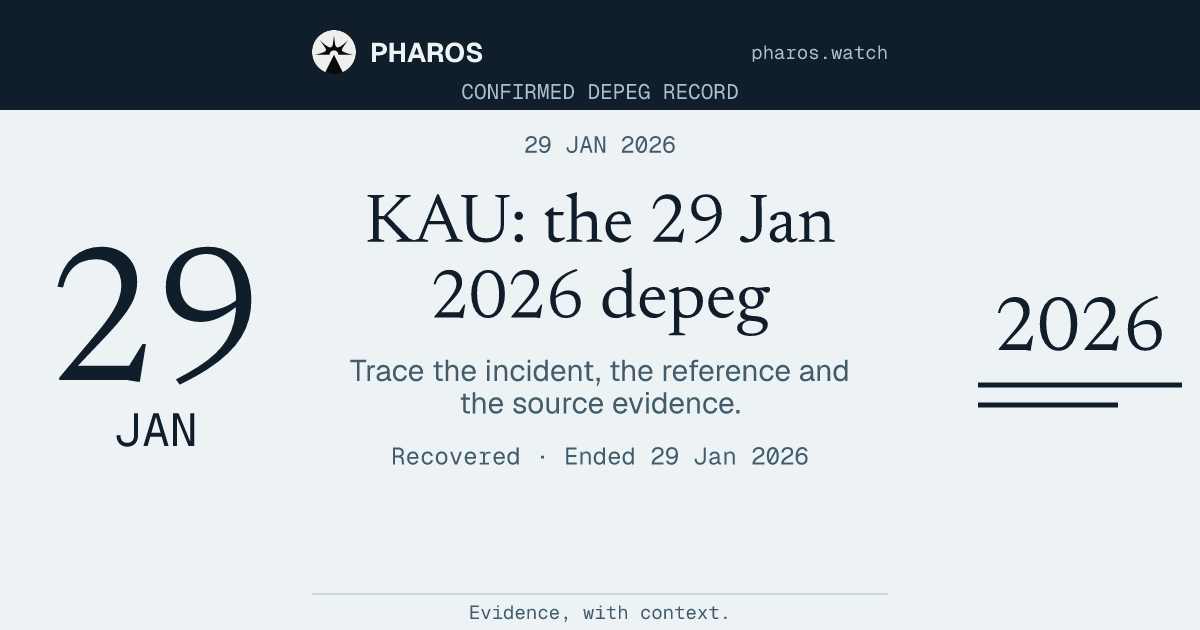 PHAROS
pharos.watch
CONFIRMED DEPEG RECORD
29 JAN 2026
KAU: the 29 Jan
2026 depeg
Trace the incident, the reference and
the source evidence.
Recovered · Ended 29 Jan 2026
29
JAN
2026
Evidence, with context.